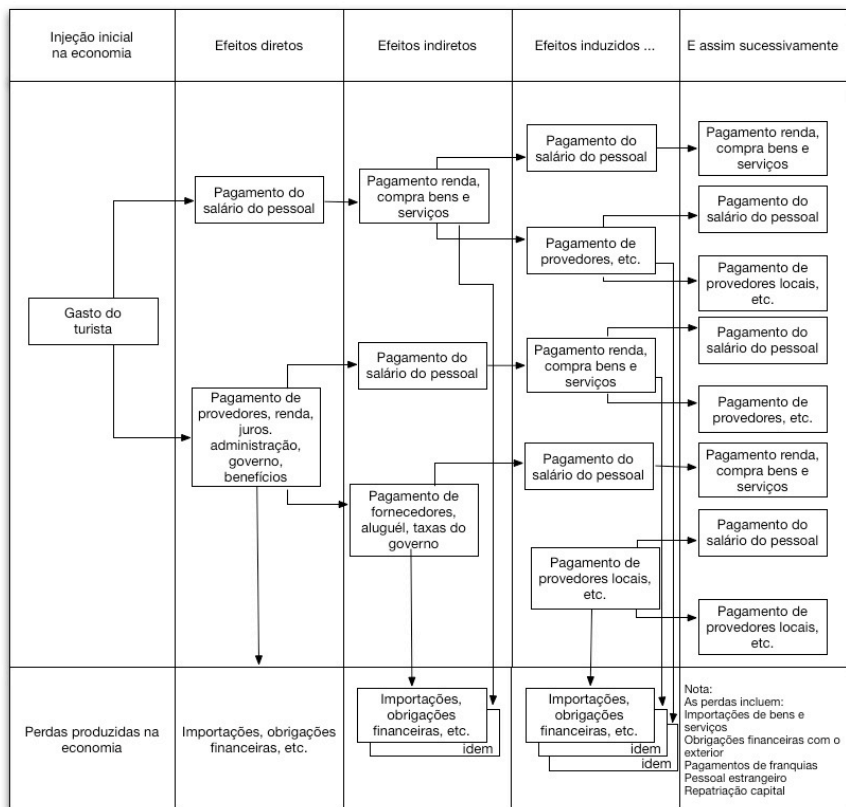 Injeção inicial
na economia
Efeitos diretos
Efeitos indiretos
Efeitos induzidos ...
E assim sucessivamente
Gasto do
turista
Pagamento do
salário do pessoal
Pagamento de
provedores, renda,
juros.
administração,
governo,
benefícios
Pagamento renda,
compra bens e
serviços
Pagamento do
salário do pessoal
Pagamento de
fornecedores,
aluguél, taxas do
governo
Pagamento do
salário do pessoal
Pagamento de
provedores, etc.
Pagamento renda,
compra bens e
serviços
Pagamento do
salário do pessoal
Pagamento de
provedores locais,
etc.
Pagamento renda,
compra bens e
serviços
Pagamento do
salário do pessoal
Pagamento de
provedores locais,
etc.
Pagamento do
salário do pessoal
Pagamento de
provedores, etc.
Pagamento renda,
compra bens e
serviços
Pagamento do
salário do pessoal
Pagamento de
provedores locais,
etc.
Perdas produzidas na
economia
Importações, obrigações
financeiras, etc.
Importações,
obrigações
financeiras, etc.
idem
Importações,
obrigações
financeiras, etc.
idem
idem
Nota:
As perdas incluem:
Importações de bens e
serviços
Obrigações financeiras com o
exterior
Pagamentos de franquias
Pessoal estrangeiro
Repatriação capital